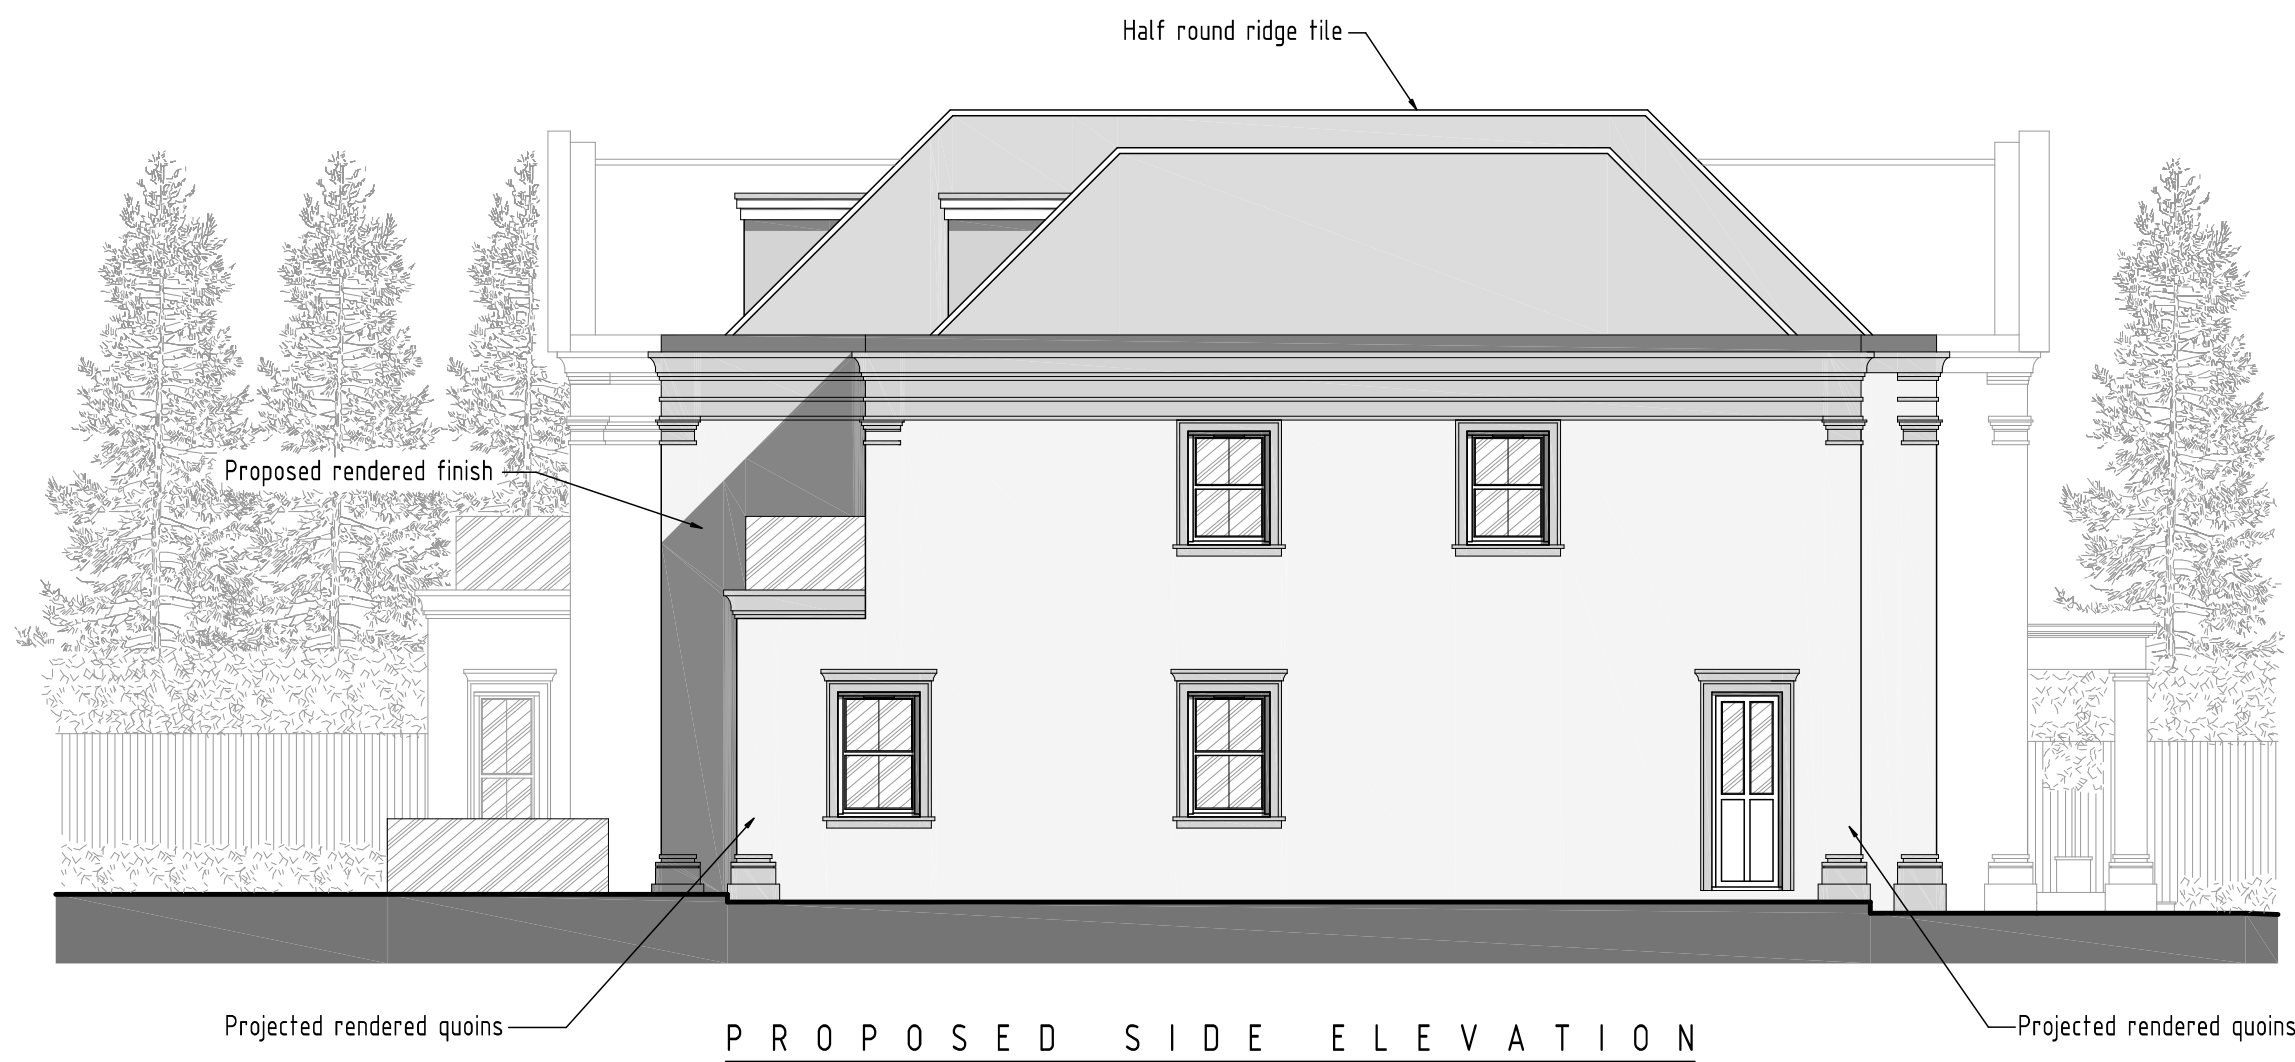 Half round ridge tile
Proposed rendered finish
Projected rendered quoins
Projected rendered quoins
PROPOSED SIDE ELEVATION